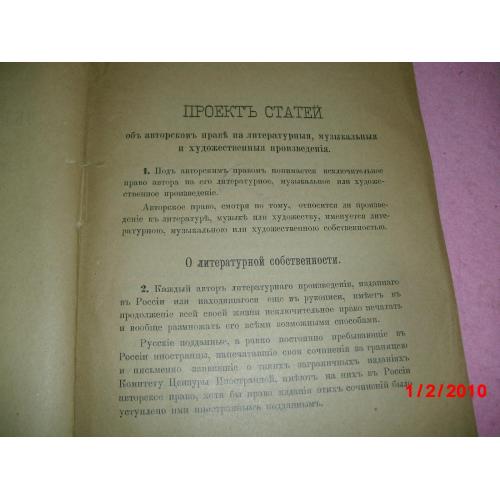 ПРОЕКТЪ СТАТЕЙ
объ авторскомъ правѣ на литературныя, музыкальныя
и художественныя произведенія.
1. Подъ авторскимъ правомъ понимается исключительное
право автора на его литературное, музыкальное или худо-
жественное произведеніе.
Авторское право, смотря по тому, относится ли произве-
деніе къ литературѣ, музыкѣ или художеству, именуется ли-
тературною, музыкальною или художественною собственностью.
О литературной собственности.
2. Каждый авторъ литературнаго произведенія, изданнаго
въ Россіи или находящагося еще въ рукописи, имѣетъ въ
продолженіе всей своей жизни исключительное право печатать
и вообще размножать его всѣми возможными способами.
Русскіе подданные, а равно постоянно пребывающіе въ
Россіи иностранцы, напечатавшіе свои сочиненія за границею
и письменно заявившіе о такихъ заграничныхъ изданіяхъ
Комитету Цензуры Иностранной, имѣютъ на нихъ въ Россіи
авторское право, хотя бы право изданія этихъ сочиненій было
уступлено ими иностраннымъ подданнымъ.
1/2/2010